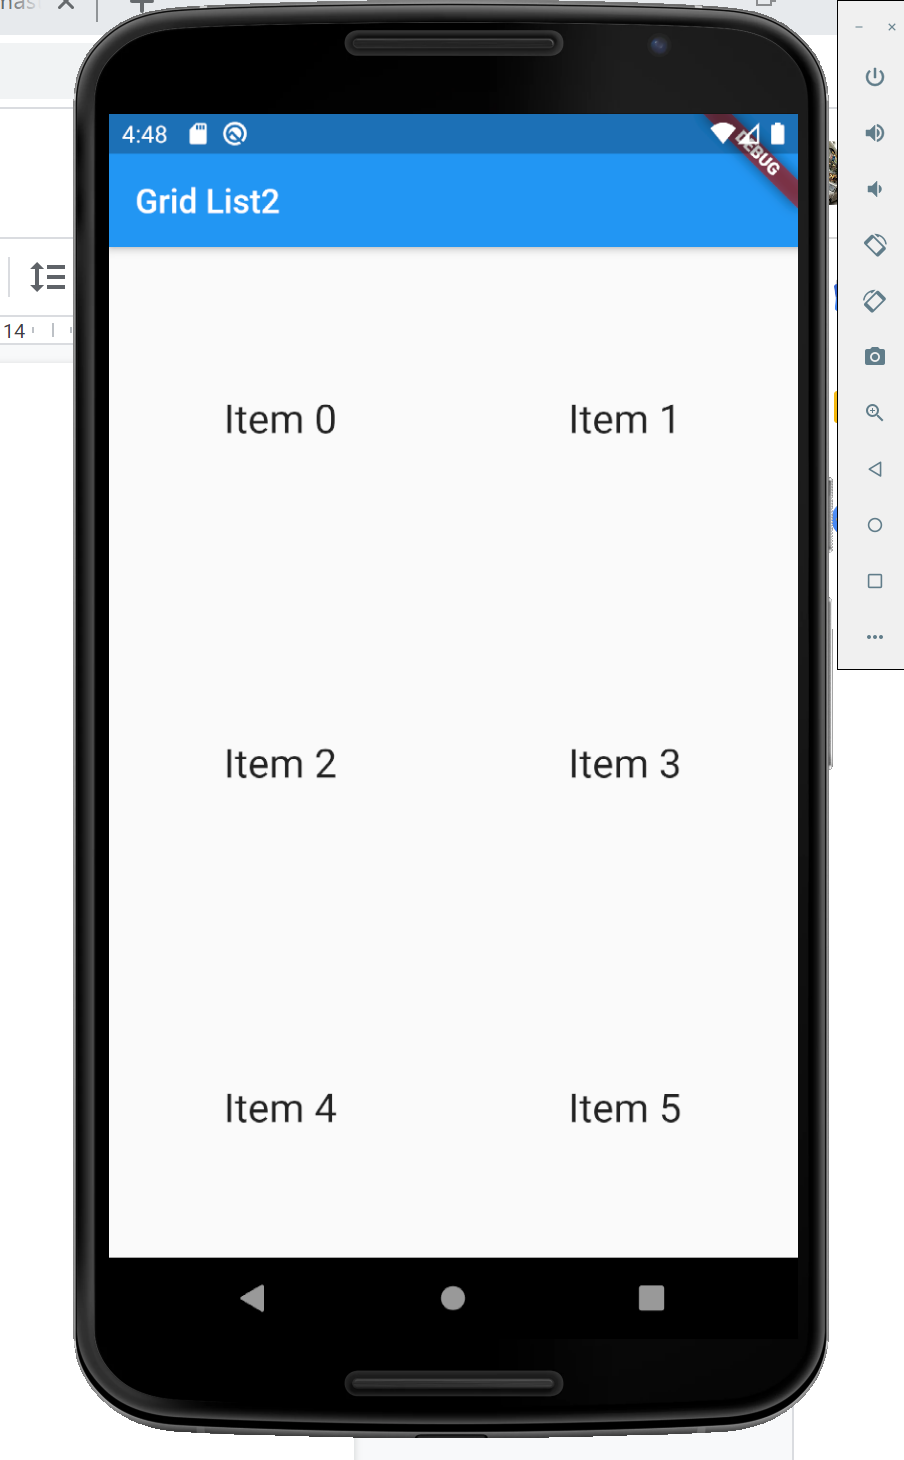 4:48
DEBUG
Grid List2
14
Item 0 Item 1
Item 2 Item 3
Item 4 Item 5